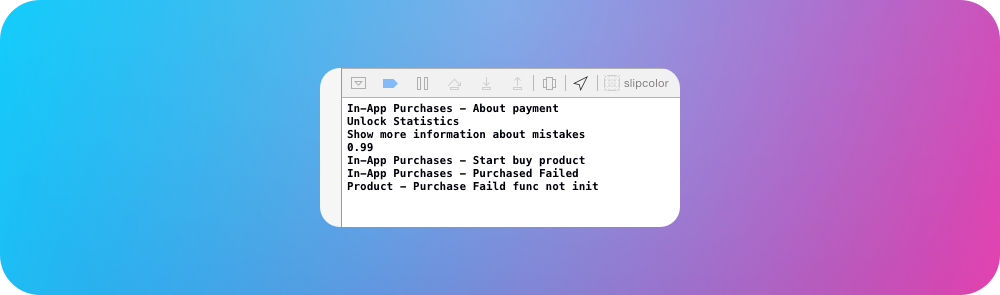 slipcolor
In-App Purchases – About payment
Unlock Statistics
Show more information about mistakes
0.99
In-App Purchases – Start buy product
In-App Purchases – Purchased Failed
Product – Purchase Faild func not init